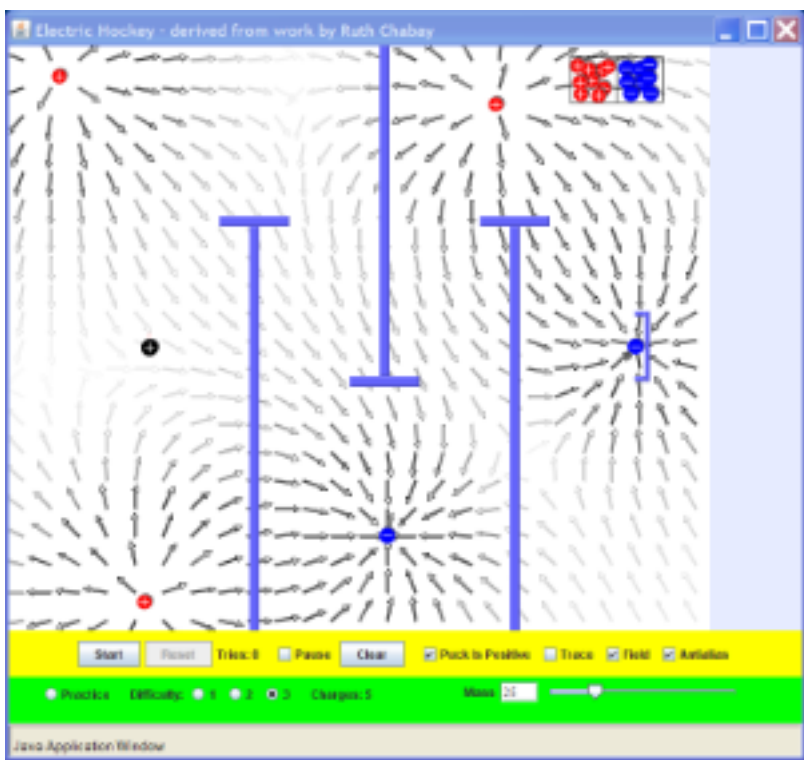 Electric Hockey - derived from work by Ruth Chabay
Start Reset Tries: 0 Pause Clear Puck Is Positive Trace Field Antialias
Practice Difficulty: 1 2 3 Charges: 5 Mass 25
Java Application Window